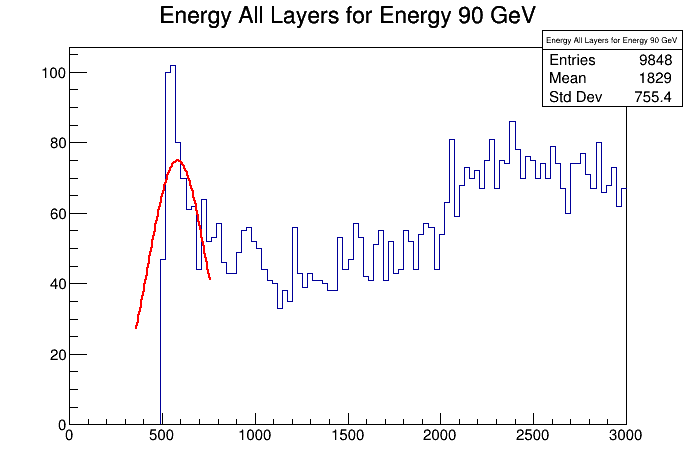 Energy All Layers for Energy 90 GeV
Energy All Layers for Energy 90 GeV
Entries 9848
Mean 1829
Std Dev 755.4
100
80
60
40
20
0
0 500 1000 1500 2000 2500 3000